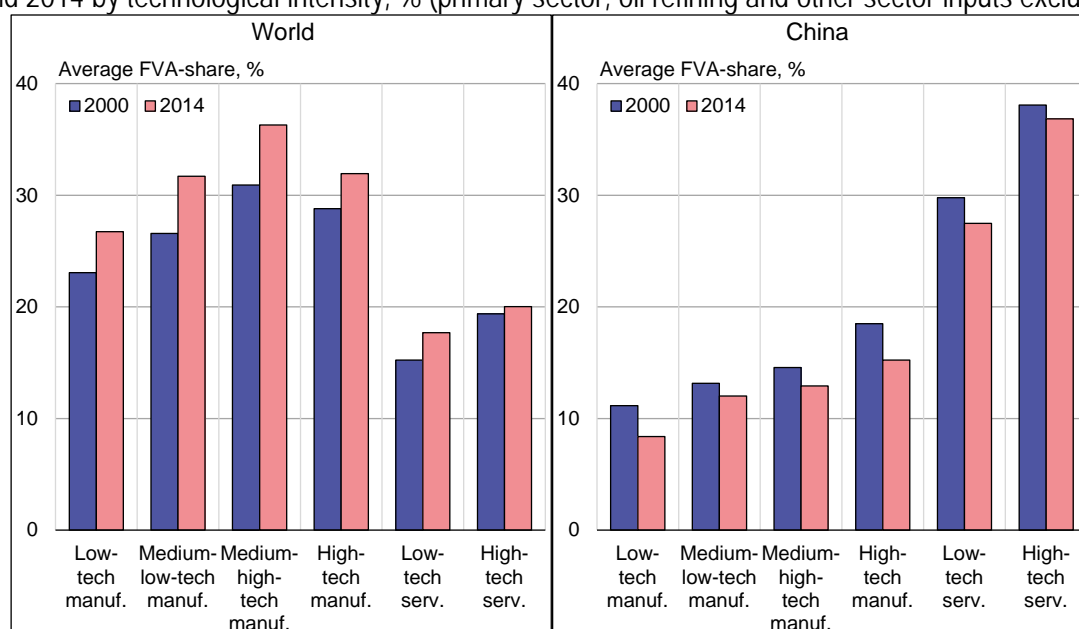 d 2014 by technological intensity, % (primary sector, oil refining and other sector inputs exclu
World
Average FVA-share, %
40
2000 2014
30
20
10
0
Low-tech manuf.
Medium-low-tech manuf.
Medium-high-tech manuf.
High-tech manuf.
Low-tech serv.
High-tech serv.
China
Average FVA-share, %
40
2000 2014
30
20
10
0
Low-tech manuf.
Medium-low-tech manuf.
Medium-high-tech manuf.
High-tech manuf.
Low-tech serv.
High-tech serv.